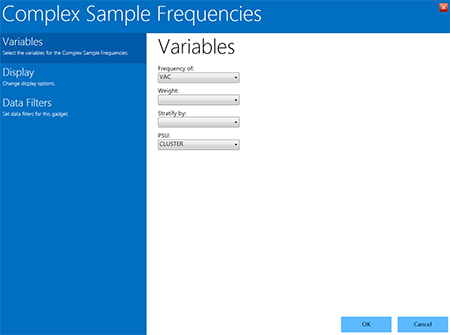 Complex Sample Frequencies
Variables
Select the variables for the Complex Sample Frequencies.
Display
Change display options.
Data Filters
Set data filters for this gadget.
Variables
Frequency of:
VAC
Weight:
Stratify by:
PSU:
CLUSTER
OK
Cancel